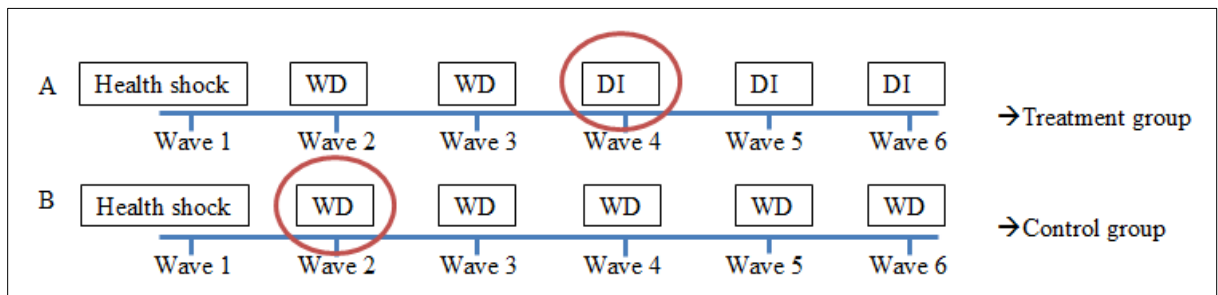 A Health shock WD WD DI DI DI
Wave 1 Wave 2 Wave 3 Wave 4 Wave 5 Wave 6 →Treatment group
B Health shock WD WD WD WD WD
Wave 1 Wave 2 Wave 3 Wave 4 Wave 5 Wave 6 →Control group